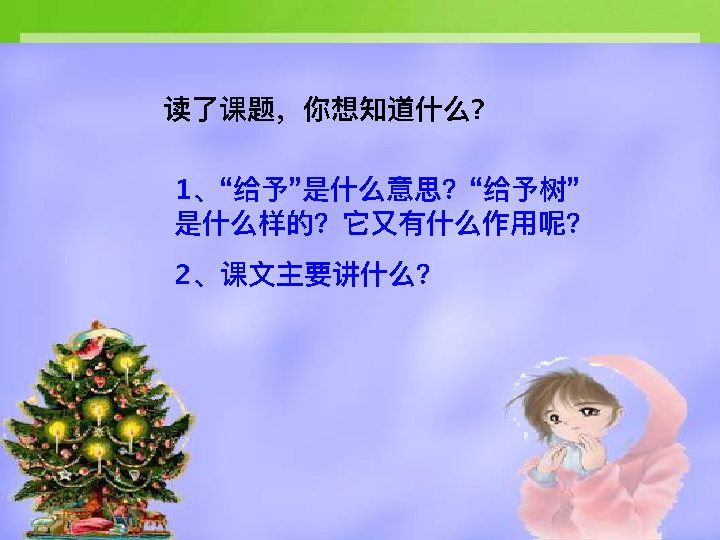 读了课题，你想知道什么？
1、“给予”是什么意思？“给予树”
是什么样的？它又有什么作用呢？
2、课文主要讲什么？